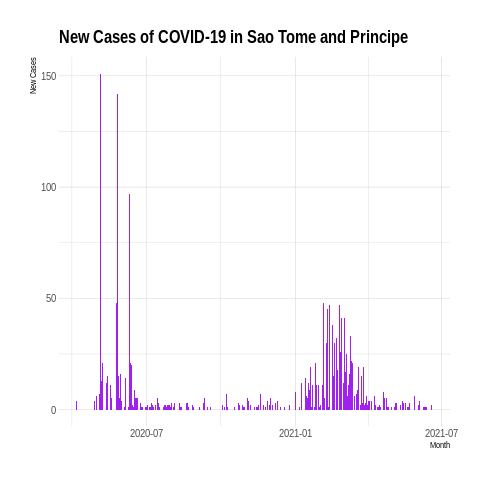 New Cases of COVID-19 in Sao Tome and Principe
New Cases
150
100
50
0
2020-07
2021-01
2021-07
Month